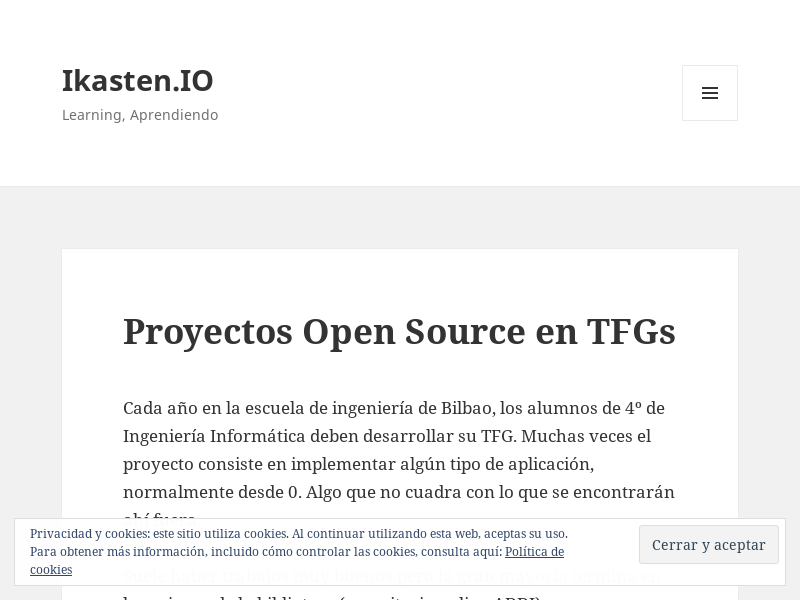 Ikasten.IO
Learning, Aprendiendo
Proyectos Open Source en TFGs
Cada año en la escuela de ingeniería de Bilbao, los alumnos de 4º de
Ingeniería Informática deben desarrollar su TFG. Muchas veces el
proyecto consiste en implementar algún tipo de aplicación,
normalmente desde 0. Algo que no cuadra con lo que se encontrarán
Privacidad y cookies: este sitio utiliza cookies. Al continuar utilizando esta web, aceptas su uso.
Para obtener más información, incluido cómo controlar las cookies, consulta aquí: Política de
cookies
Cerrar y aceptar